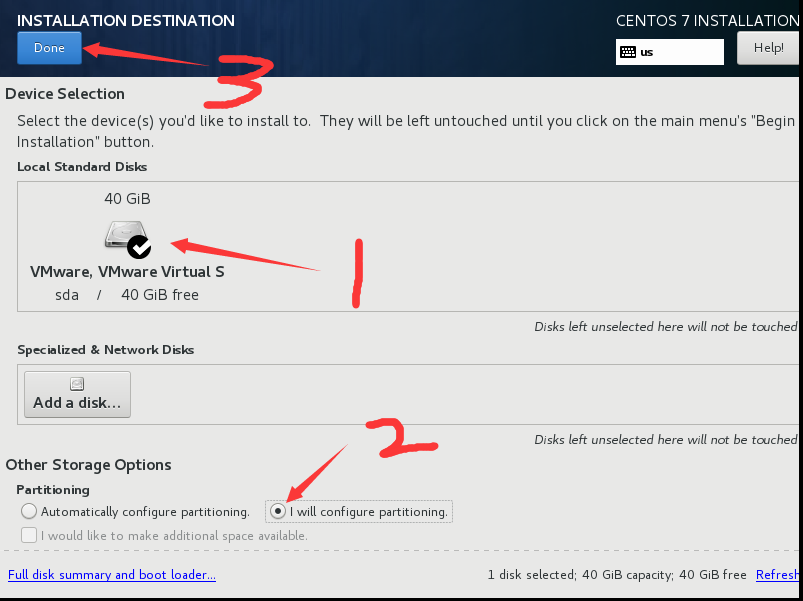 INSTALLATION DESTINATION
CENTOS 7 INSTALLATION
Done
us
Help!
3
Device Selection
Select the device(s) you'd like to install to. They will be left untouched until you click on the main menu's "Begin
Installation" button.
Local Standard Disks
40 GiB
1
VMware, VMware Virtual S
sda / 40 GiB free
Disks left unselected here will not be touched
Specialized & Network Disks
Add a disk...
2
Disks left unselected here will not be touched
Other Storage Options
Partitioning
Automatically configure partitioning. I will configure partitioning.
I would like to make additional space available.
Full disk summary and boot loader... 1 disk selected; 40 GiB capacity; 40 GiB free Refresh